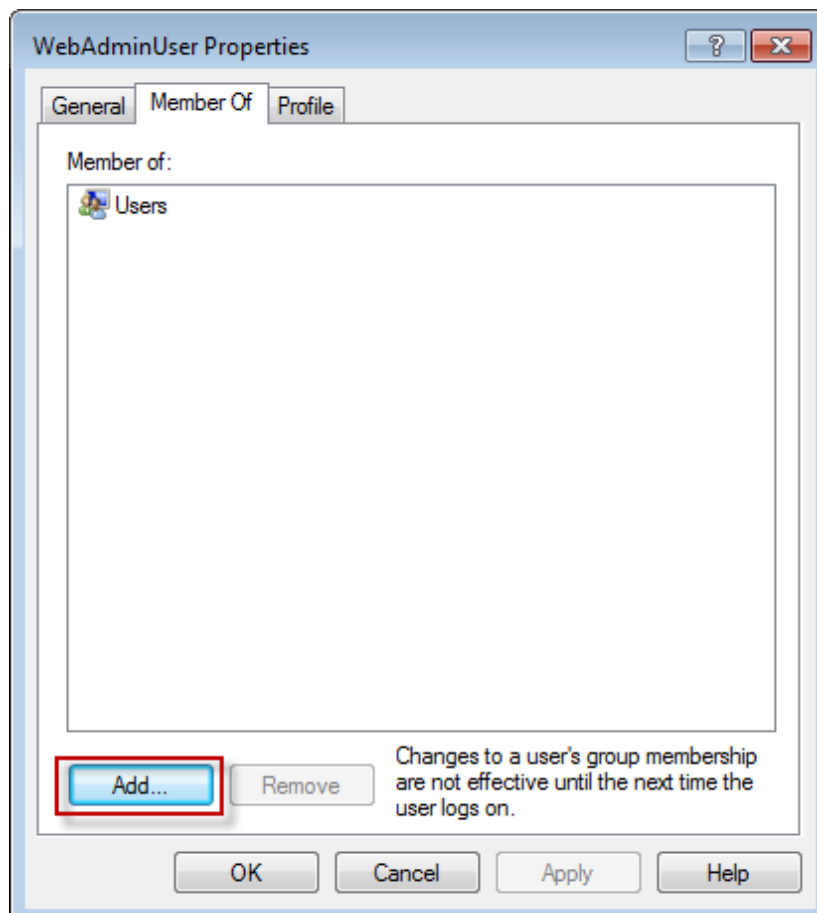 WebAdminUser Properties
General Member Of Profile
Member of:
Users
Add... Remove
Changes to a user's group membership
are not effective until the next time the
user logs on.
OK Cancel Apply Help